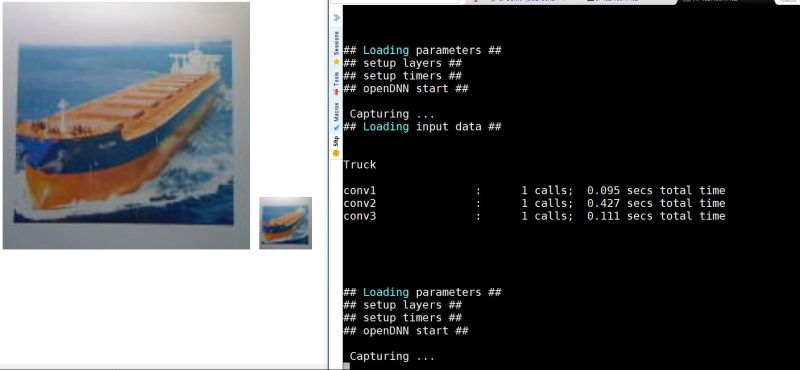 ## Loading parameters ##
## setup layers ##
## setup timers ##
## openDNN start ##
Capturing ...
## Loading input data ##
Truck
conv1 : 1 calls; 0.095 secs total time
conv2 : 1 calls; 0.427 secs total time
conv3 : 1 calls; 0.111 secs total time
## Loading parameters ##
## setup layers ##
## setup timers ##
## openDNN start ##
Capturing ...
Sessions
Tools
Macros
Sftp